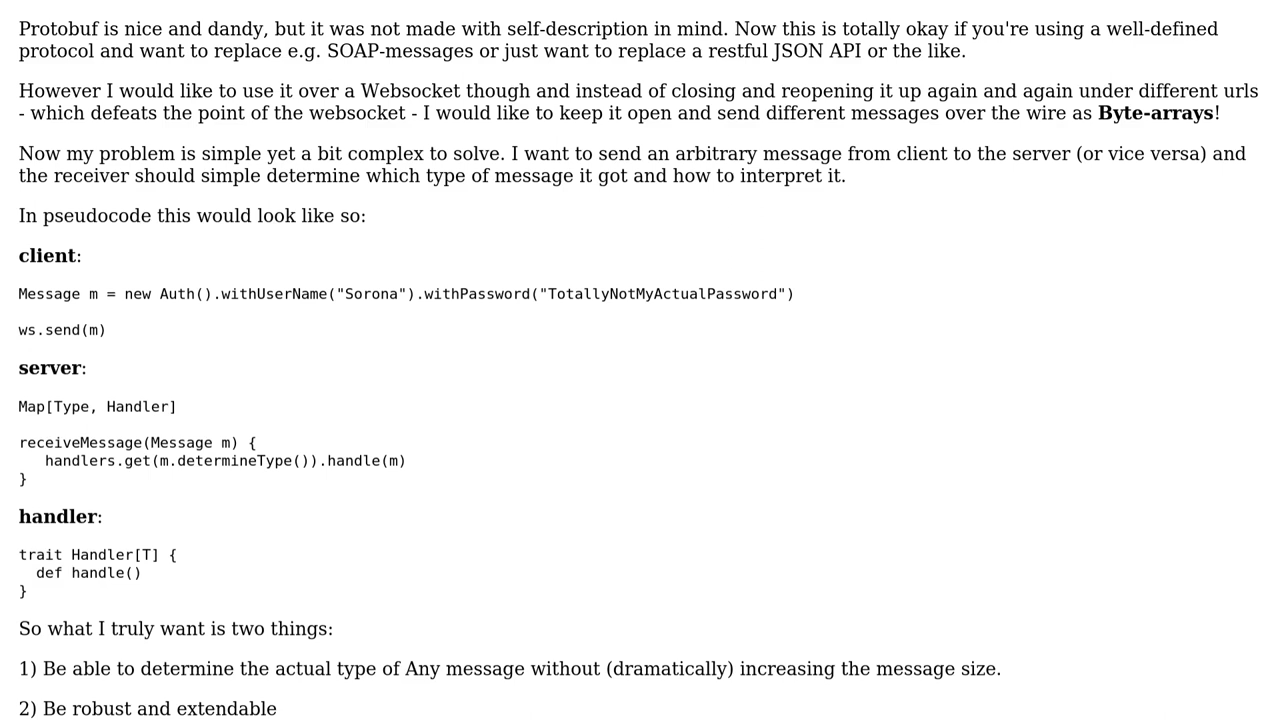 Protobuf is nice and dandy, but it was not made with self-description in mind. Now this is totally okay if you're using a well-defined
protocol and want to replace e.g. SOAP-messages or just want to replace a restful JSON API or the like.
However I would like to use it over a Websocket though and instead of closing and reopening it up again and again under different urls
- which defeats the point of the websocket - I would like to keep it open and send different messages over the wire as Byte-arrays!
Now my problem is simple yet a bit complex to solve. I want to send an arbitrary message from client to the server (or vice versa) and
the receiver should simple determine which type of message it got and how to interpret it.
In pseudocode this would look like so:
client:
Message m = new Auth().withUserName("Sorona").withPassword("TotallyNotMyActualPassword")
ws.send(m)
server:
Map[Type, Handler]
receiveMessage(Message m) {
   handlers.get(m.determineType()).handle(m)
}
handler:
trait Handler[T] {
  def handle()
}
So what I truly want is two things:
1) Be able to determine the actual type of Any message without (dramatically) increasing the message size.
2) Be robust and extendable